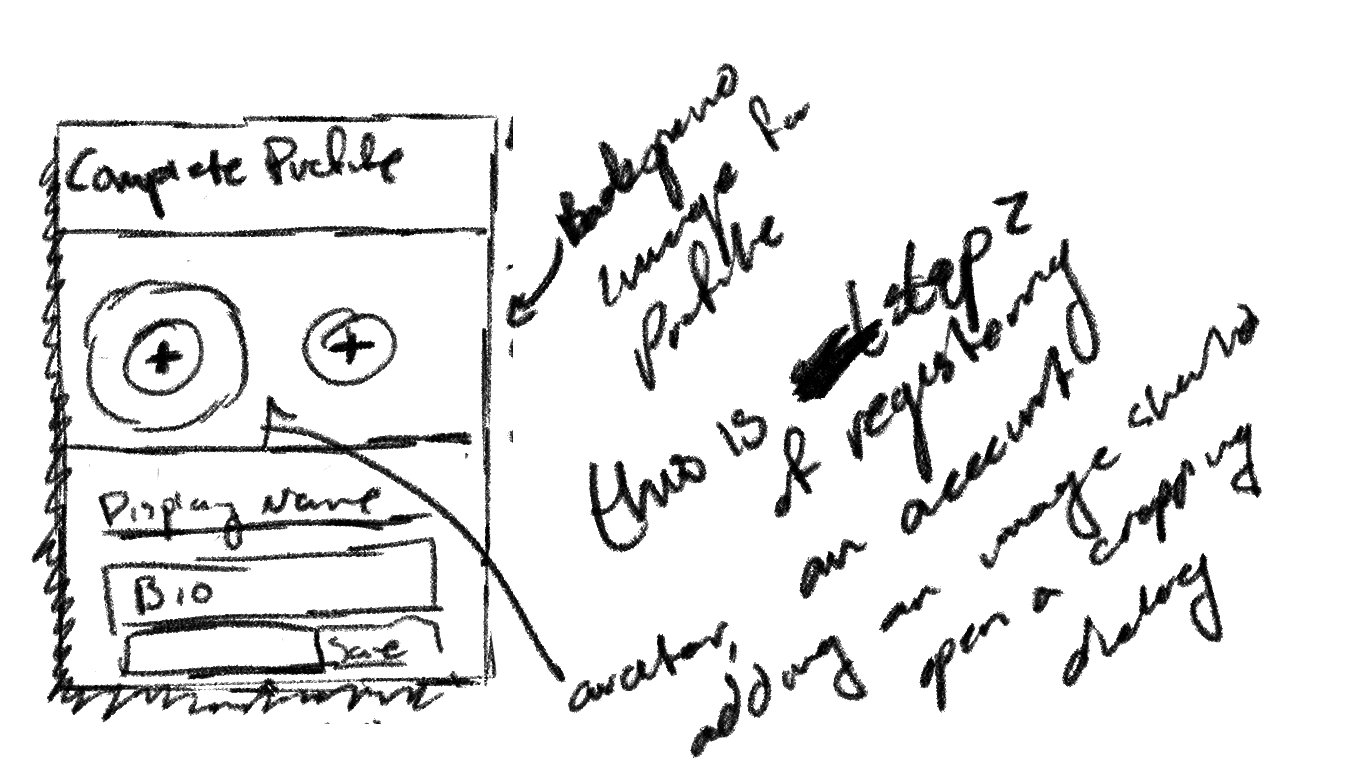 Complete Profile
+
+
Display Name
Bio
Save
Background
image for
profile
this is step 2
of registering
an account
avatar,
adding an image should
open a cropping
dialog